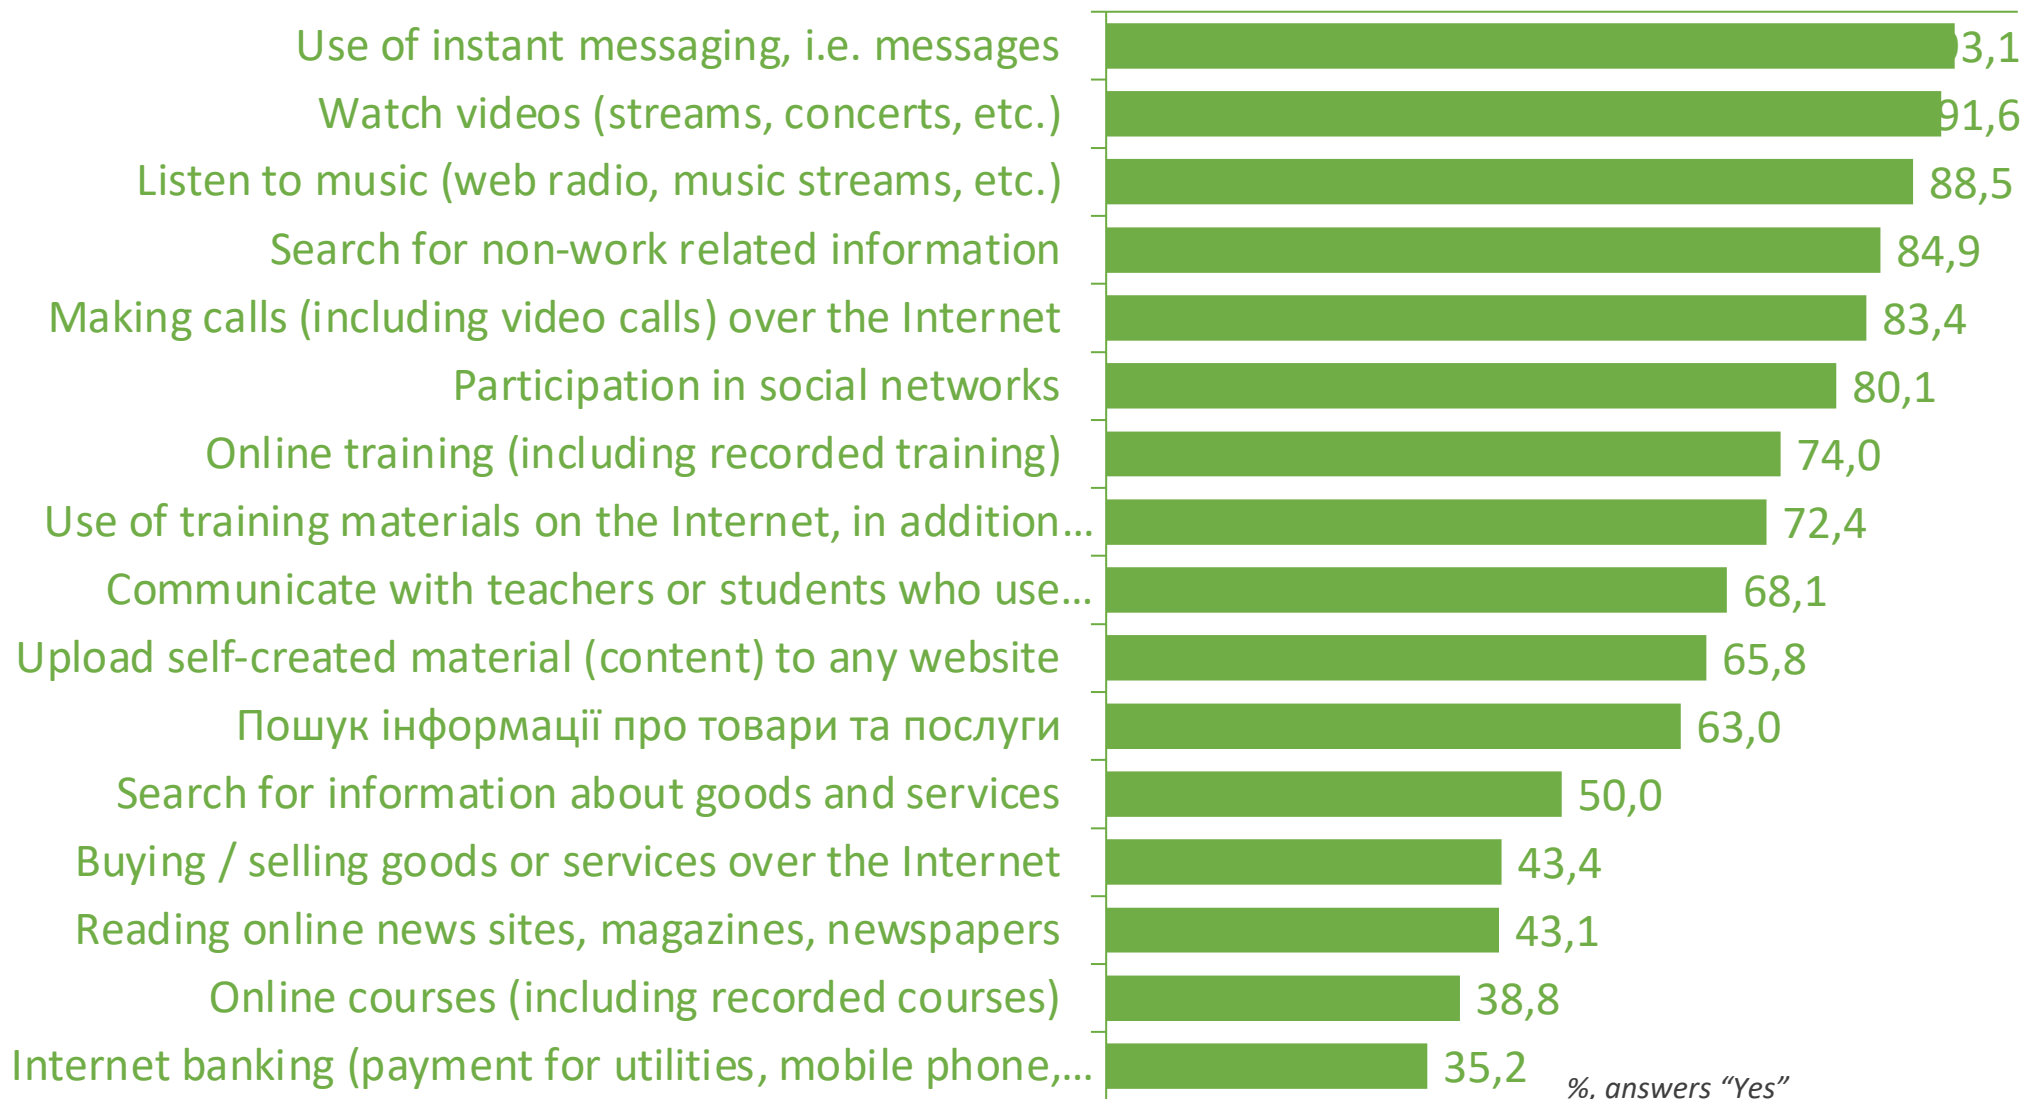 Use of instant messaging, i.e. messages 93,1
Watch videos (streams, concerts, etc.) 91,6
Listen to music (web radio, music streams, etc.) 88,5
Search for non-work related information 84,9
Making calls (including video calls) over the Internet 83,4
Participation in social networks 80,1
Online training (including recorded training) 74,0
Use of training materials on the Internet, in addition... 72,4
Communicate with teachers or students who use... 68,1
Upload self-created material (content) to any website 65,8
Пошук інформації про товари та послуги 63,0
Search for information about goods and services 50,0
Buying / selling goods or services over the Internet 43,4
Reading online news sites, magazines, newspapers 43,1
Online courses (including recorded courses) 38,8
Internet banking (payment for utilities, mobile phone,... 35,2
%, answers “Yes”